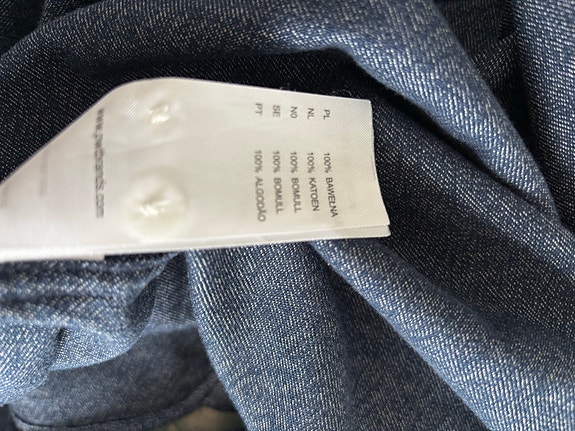 PL 100% BAWEŁNA
NL 100% KATOEN
NO 100% BOMULL
SE 100% BOMULL
PT 100% ALGODÃO